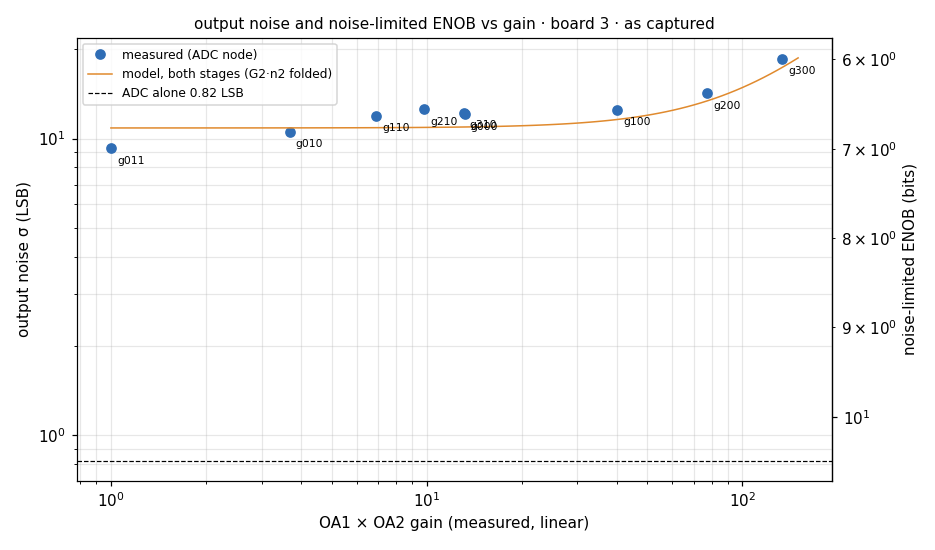 output noise and noise-limited ENOB vs gain · board 3 · as captured
measured (ADC node)
model, both stages (G2·n2 folded)
ADC alone 0.82 LSB
output noise σ (LSB)
10¹
10⁰
g011
g010
g110
g210
g310
g000
g100
g200
g300
6 × 10⁰
7 × 10⁰
8 × 10⁰
9 × 10⁰
10¹
noise-limited ENOB (bits)
10⁰
10¹
10²
OA1 × OA2 gain (measured, linear)